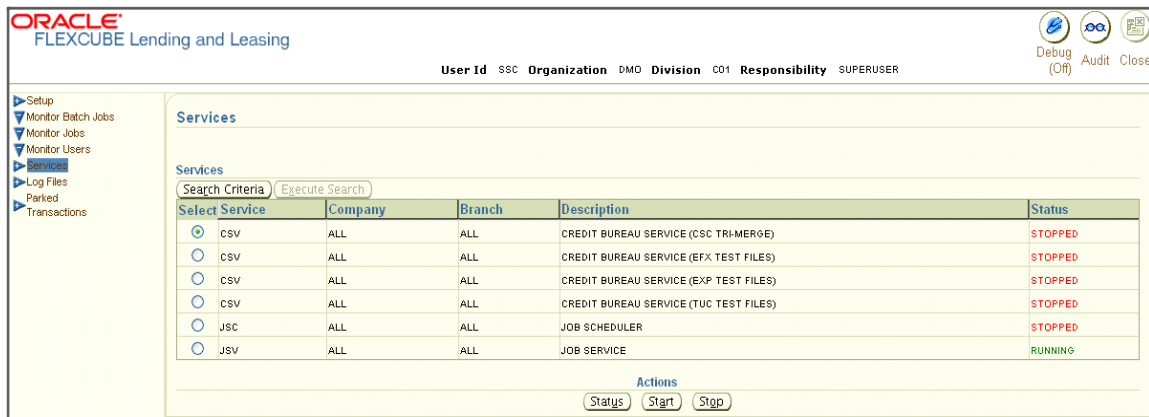 ORACLE
FLEXCUBE Lending and Leasing
Debug (Off) Audit Close
User Id SSC Organization DMO Division C01 Responsibility SUPERUSER
Setup
Monitor Batch Jobs
Monitor Jobs
Monitor Users
Services
Log Files
Parked
Transactions
Services
Services
Search Criteria Execute Search
Select Service Company Branch Description Status
CSV ALL ALL CREDIT BUREAU SERVICE (CSC TRI-MERGE) STOPPED
CSV ALL ALL CREDIT BUREAU SERVICE (EFX TEST FILES) STOPPED
CSV ALL ALL CREDIT BUREAU SERVICE (EXP TEST FILES) STOPPED
CSV ALL ALL CREDIT BUREAU SERVICE (TUC TEST FILES) STOPPED
JSC ALL ALL JOB SCHEDULER STOPPED
JSV ALL ALL JOB SERVICE RUNNING
Actions
Status Start Stop